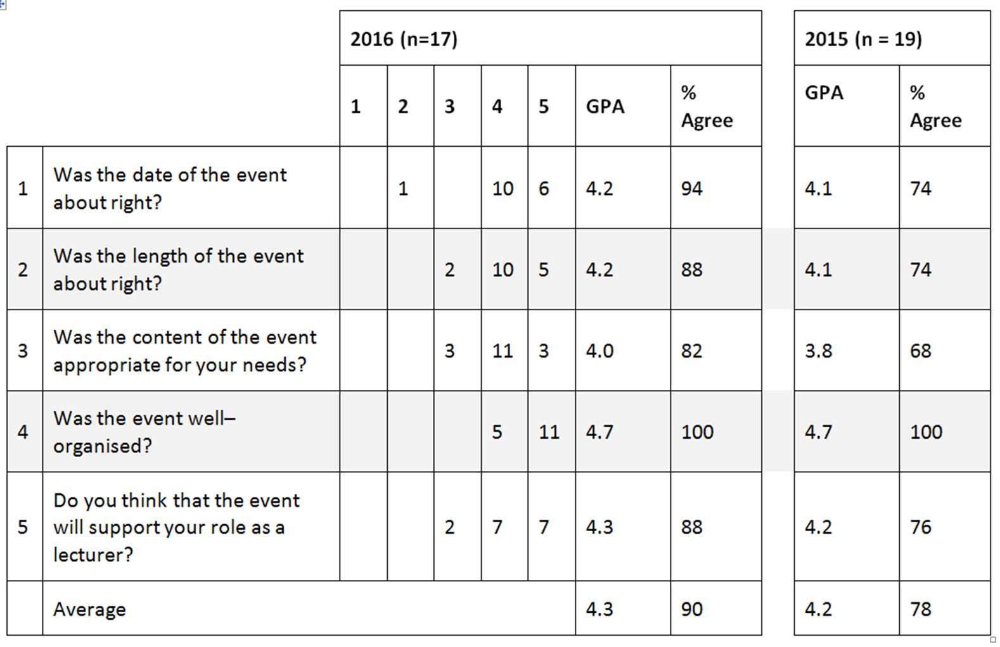 2016 (n=17) 2015 (n = 19)
1 2 3 4 5 GPA % Agree GPA % Agree
1 Was the date of the event about right? 1 10 6 4.2 94 4.1 74
2 Was the length of the event about right? 2 10 5 4.2 88 4.1 74
3 Was the content of the event appropriate for your needs? 3 11 3 4.0 82 3.8 68
4 Was the event well–organised? 5 11 4.7 100 4.7 100
5 Do you think that the event will support your role as a lecturer? 2 7 7 4.3 88 4.2 76
Average 4.3 90 4.2 78